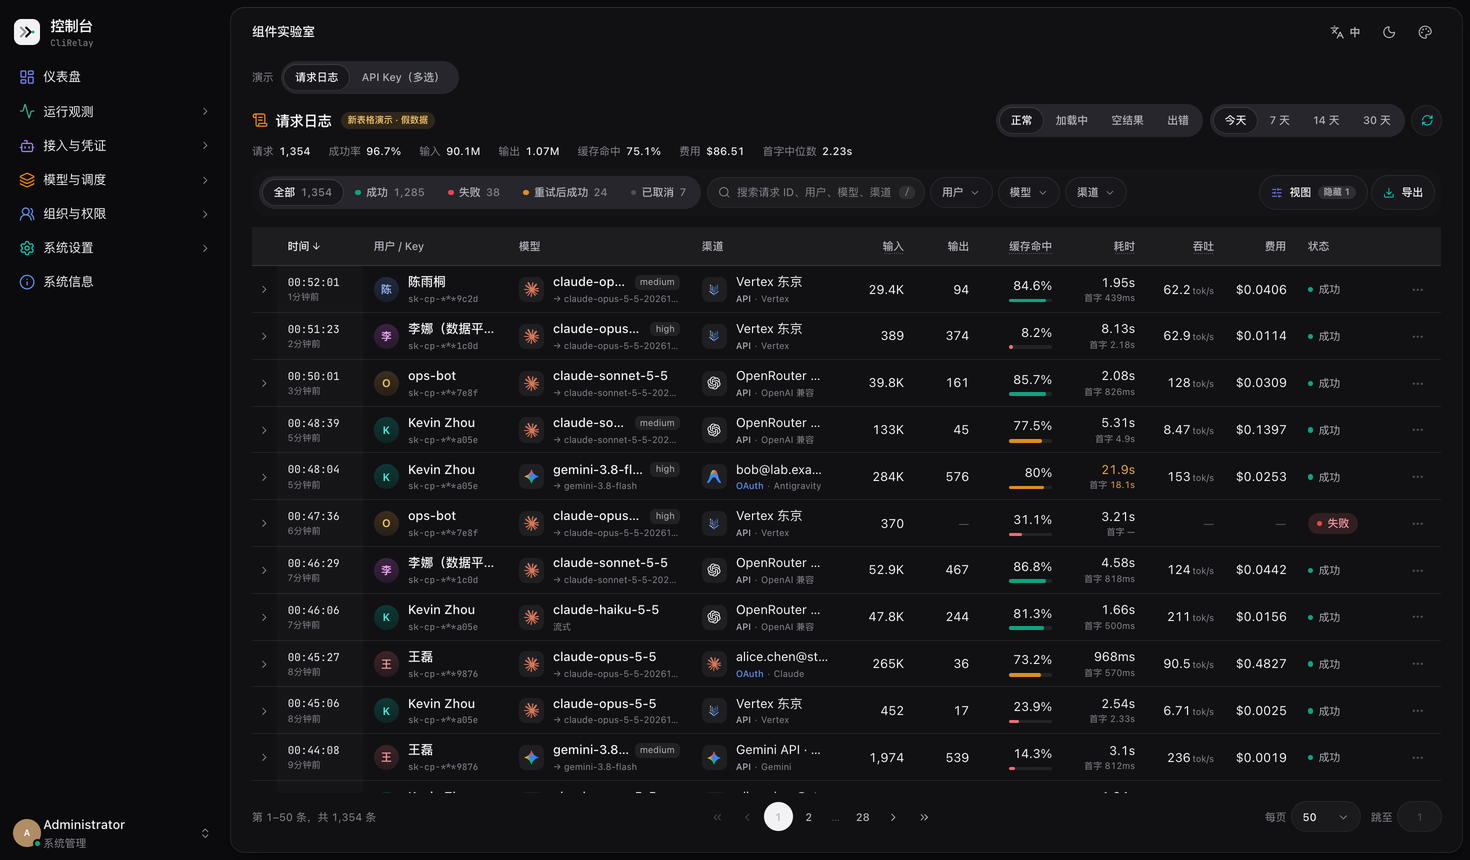 控制台
CliRelay
仪表盘
运行观测
接入与凭证
模型与调度
组织与权限
系统设置
系统信息
Administrator
系统管理
A
组件实验室
中
演示 请求日志 API Key（多选）
请求日志 新表格演示 · 假数据
正常 加载中 空结果 出错 今天 7 天 14 天 30 天
请求 1,354 成功率 96.7% 输入 90.1M 输出 1.07M 缓存命中 75.1% 费用 $86.51 首字中位数 2.23s
全部 1,354 成功 1,285 失败 38 重试后成功 24 已取消 7 搜索请求 ID、用户、模型、渠道 / 用户 模型 渠道 视图 隐藏 1 导出
时间 ↓ 用户 / Key 模型 渠道 输入 输出 缓存命中 耗时 吞吐 费用 状态
00:52:01 陈 陈雨桐 claude-op... medium Vertex 东京 29.4K 94 84.6% 1.95s 62.2 tok/s $0.0406 成功 ···
1分钟前 sk-cp-***9c2d → claude-opus-5-5-20261... API · Vertex 首字 439ms
00:51:23 李 李娜（数据平... claude-opus... high Vertex 东京 389 374 8.2% 8.13s 62.9 tok/s $0.0114 成功 ···
2分钟前 sk-cp-***1c0d → claude-opus-5-5-20261... API · Vertex 首字 2.18s
00:50:01 O ops-bot claude-sonnet-5-5 OpenRouter ... 39.8K 161 85.7% 2.08s 128 tok/s $0.0309 成功 ···
3分钟前 sk-cp-***7e8f → claude-sonnet-5-5-202... API · OpenAI 兼容 首字 826ms
00:48:39 K Kevin Zhou claude-so... medium OpenRouter ... 133K 45 77.5% 5.31s 8.47 tok/s $0.1397 成功 ···
5分钟前 sk-cp-***a05e → claude-sonnet-5-5-202... API · OpenAI 兼容 首字 4.9s
00:48:04 K Kevin Zhou gemini-3.8-fl... high bob@lab.exa... 284K 576 80% 21.9s 153 tok/s $0.0253 成功 ···
5分钟前 sk-cp-***a05e → gemini-3.8-flash OAuth · Antigravity 首字 18.1s
00:47:36 O ops-bot claude-opus... high Vertex 东京 370 — 31.1% 3.21s — — 失败 ···
6分钟前 sk-cp-***7e8f → claude-opus-5-5-20261... API · Vertex 首字 —
00:46:29 李 李娜（数据平... claude-sonnet-5-5 OpenRouter ... 52.9K 467 86.8% 4.58s 124 tok/s $0.0442 成功 ···
7分钟前 sk-cp-***1c0d → claude-sonnet-5-5-202... API · OpenAI 兼容 首字 818ms
00:46:06 K Kevin Zhou claude-haiku-5-5 OpenRouter ... 47.8K 244 81.3% 1.66s 211 tok/s $0.0156 成功 ···
7分钟前 sk-cp-***a05e 流式 API · OpenAI 兼容 首字 500ms
00:45:27 王 王磊 claude-opus-5-5 alice.chen@st... 265K 36 73.2% 968ms 90.5 tok/s $0.4827 成功 ···
8分钟前 sk-cp-***9876 → claude-opus-5-5-20261... OAuth · Claude 首字 570ms
00:45:06 K Kevin Zhou claude-opus-5-5 Vertex 东京 452 17 23.9% 2.54s 6.71 tok/s $0.0025 成功 ···
8分钟前 sk-cp-***a05e → claude-opus-5-5-20261... API · Vertex 首字 2.33s
00:44:08 王 王磊 gemini-3.8... medium Gemini API · ... 1,974 539 14.3% 3.1s 236 tok/s $0.0019 成功 ···
9分钟前 sk-cp-***9876 → gemini-3.8-flash API · Gemini 首字 812ms
第 1–50 条，共 1,354 条 « ‹ 1 2 ... 28 › » 每页 50 跳至 1